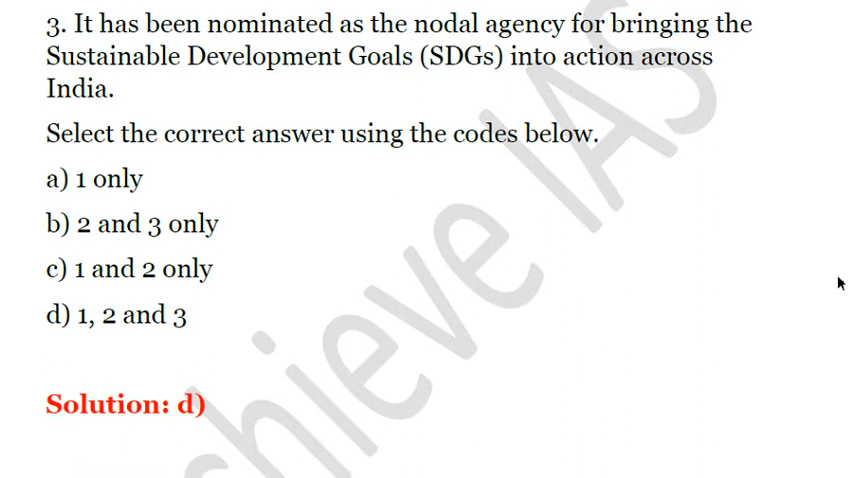 3. It has been nominated as the nodal agency for bringing the
Sustainable Development Goals (SDGs) into action across
India.
Select the correct answer using the codes below.
a) 1 only
b) 2 and 3 only
c) 1 and 2 only
d) 1, 2 and 3
Solution: d)
chieve IAS